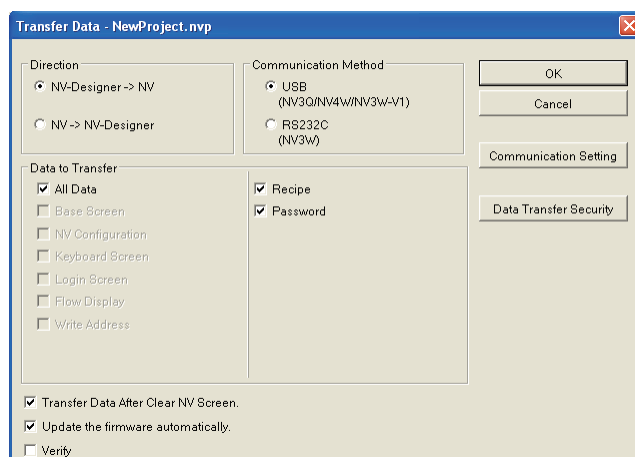 Transfer Data - NewProject.nvp
Direction
NV-Designer -> NV
NV -> NV-Designer
Communication Method
USB
(NV3Q/NV4W/NV3W-V1)
RS232C
(NV3W)
OK
Cancel
Communication Setting
Data Transfer Security
Data to Transfer
All Data
Base Screen
NV Configuration
Keyboard Screen
Login Screen
Flow Display
Write Address
Recipe
Password
Transfer Data After Clear NV Screen.
Update the firmware automatically.
Verify